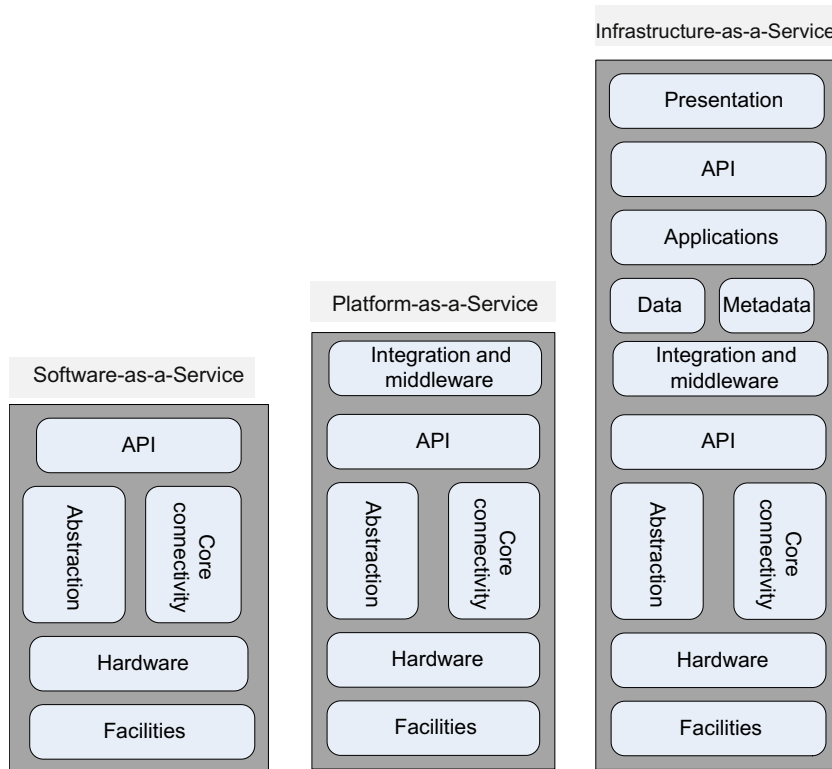 Software-as-a-Service
API
Abstraction
Core
connectivity
Hardware
Facilities
Platform-as-a-Service
Integration and
middleware
API
Abstraction
Core
connectivity
Hardware
Facilities
Infrastructure-as-a-Service
Presentation
API
Applications
Data
Metadata
Integration and
middleware
API
Abstraction
Core
connectivity
Hardware
Facilities